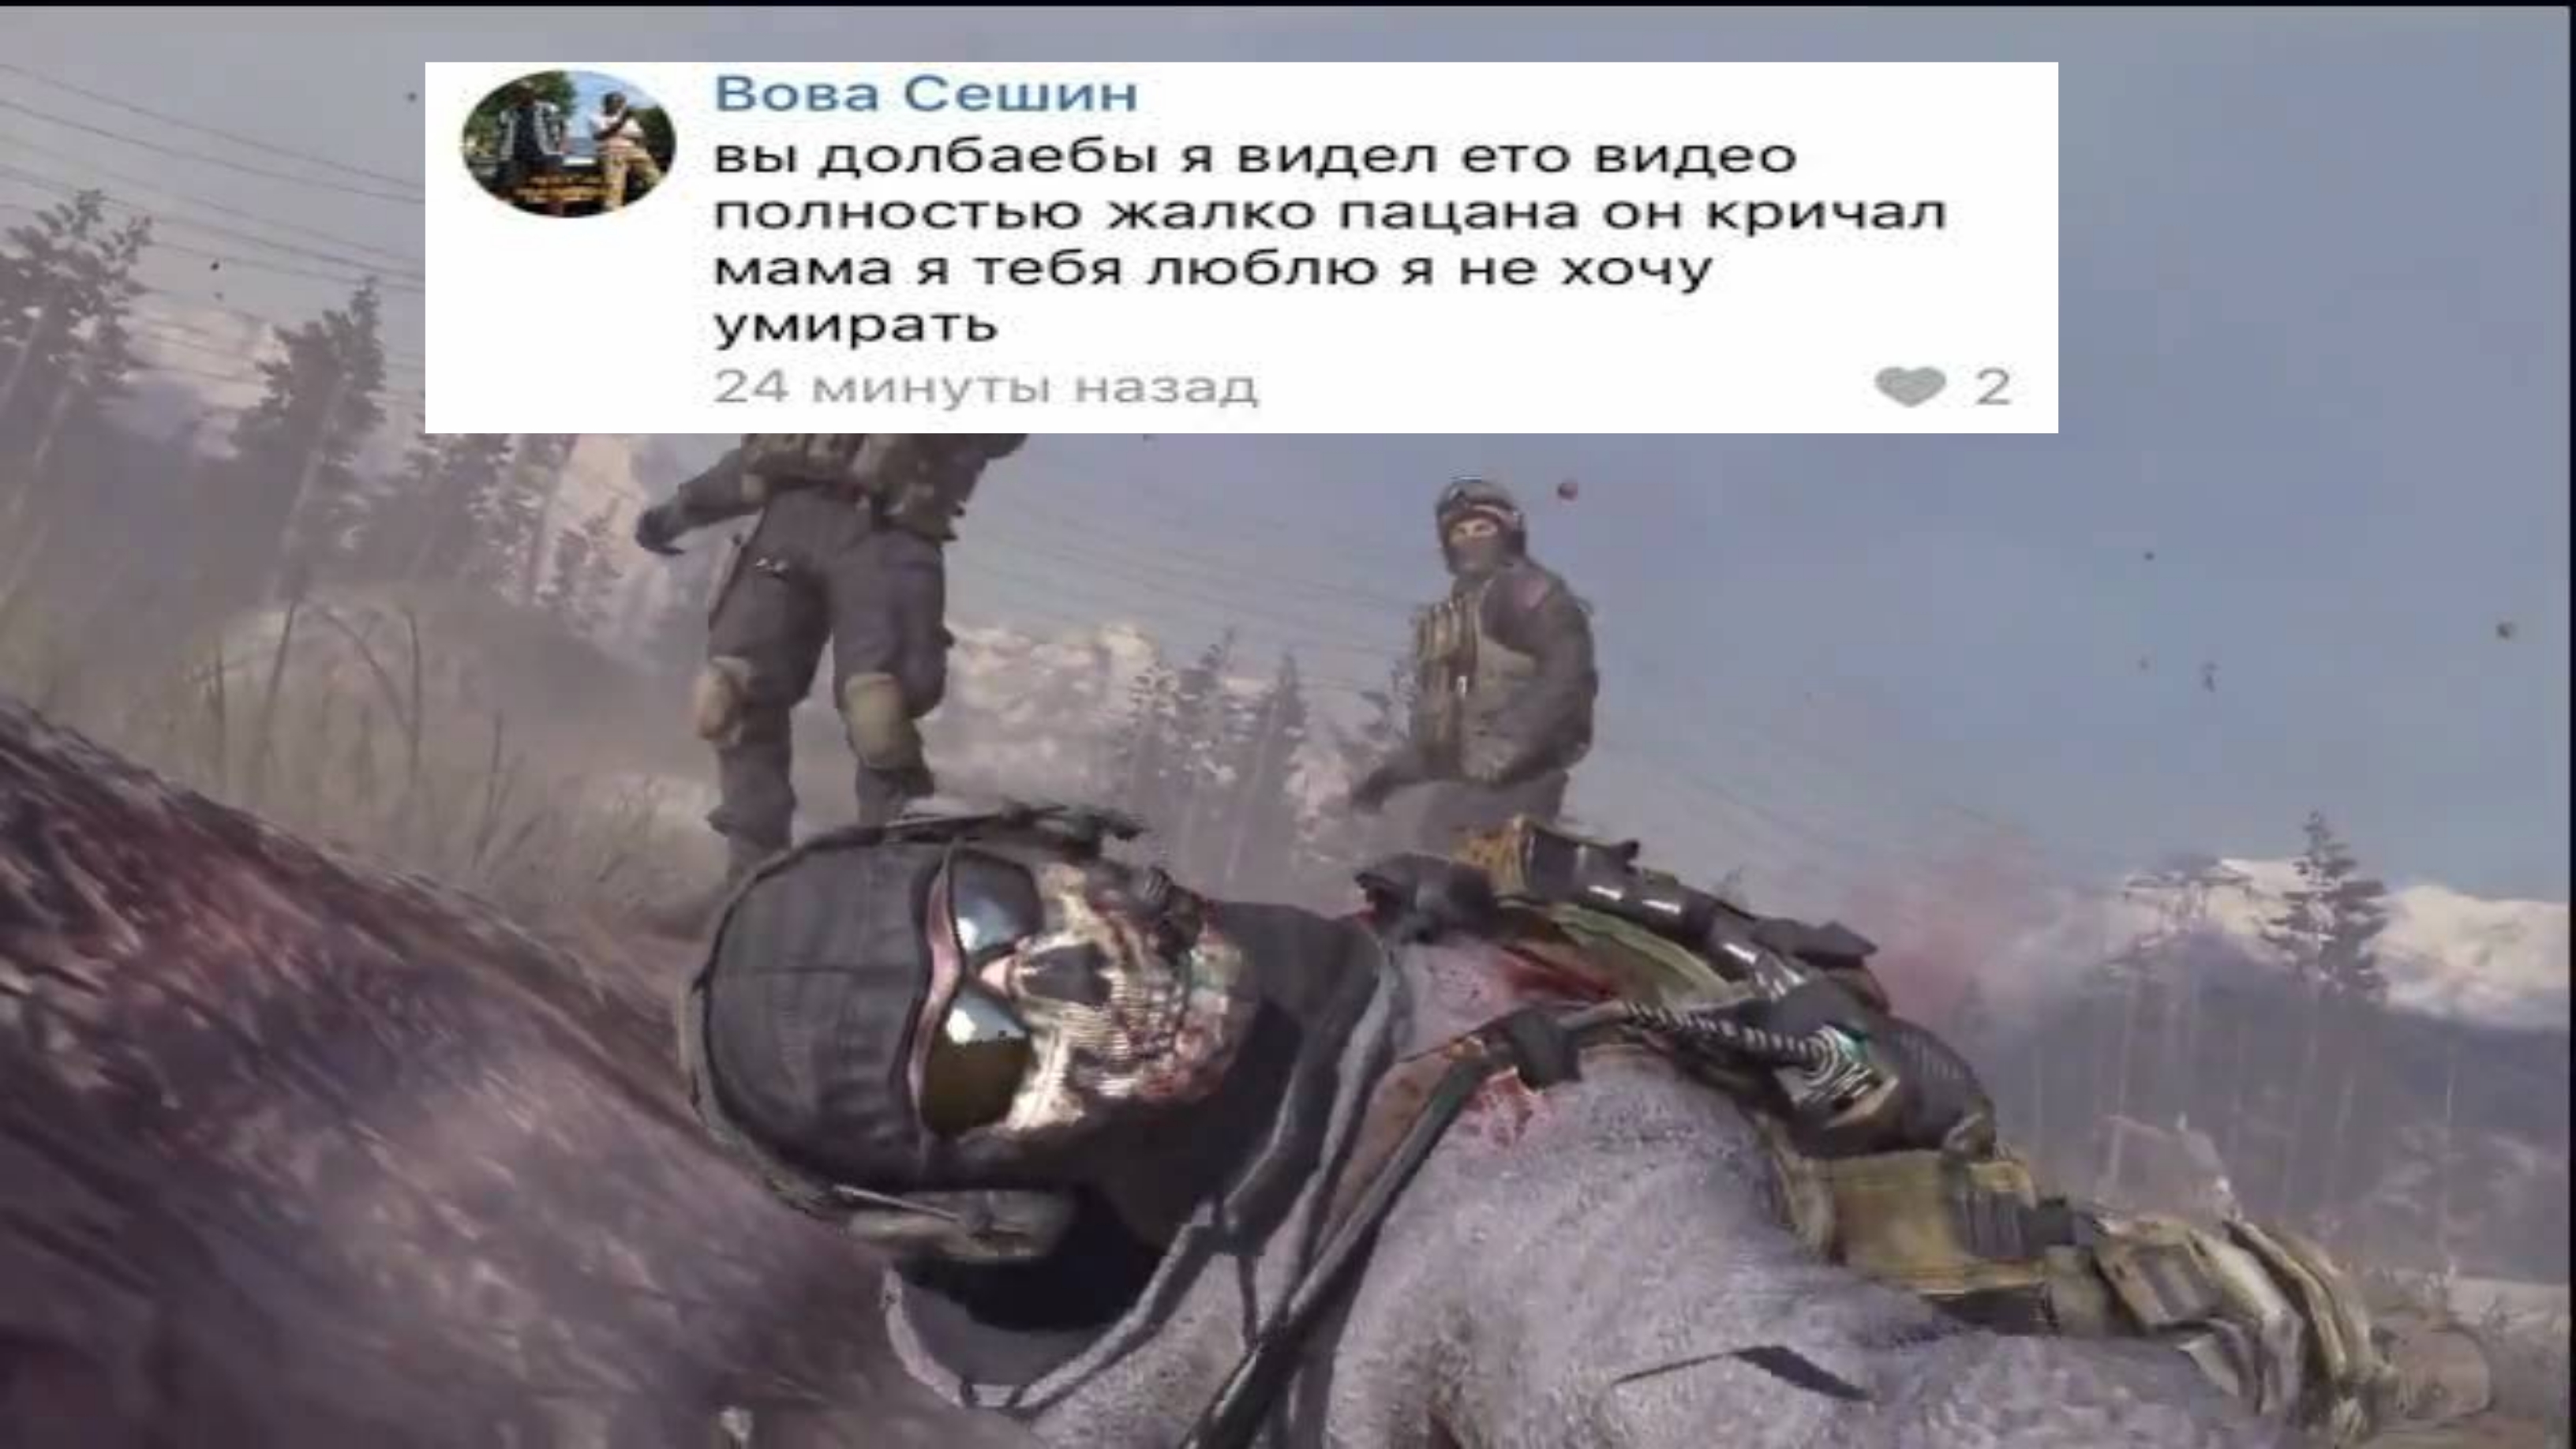 Вова Сешин
вы долбаебы я видел ето видео
полностью жалко пацана он кричал
мама я тебя люблю я не хочу
умирать
24 минуты назад
2